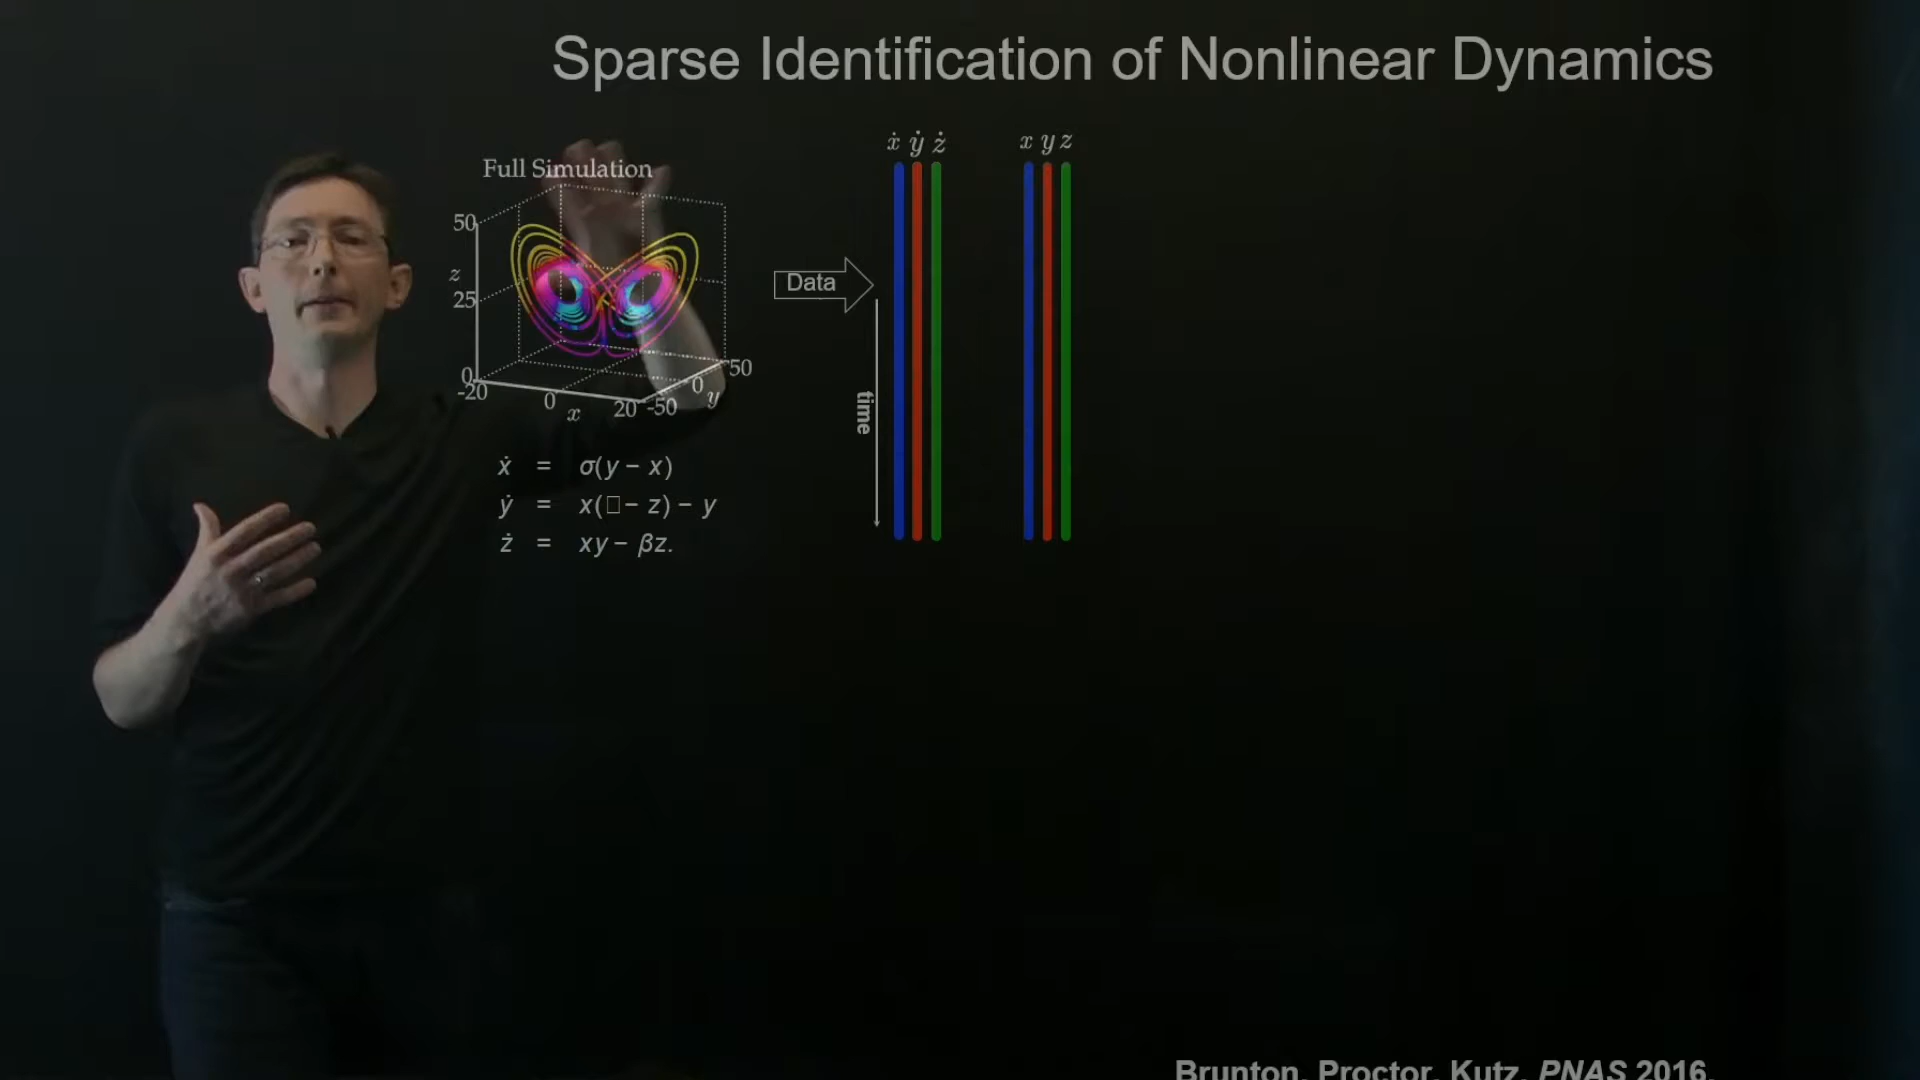 Sparse Identification of Nonlinear Dynamics
ẋ ẏ ż
x y z
Full Simulation
50
z
25
0
-20
0
x
20
-50
0
y
50
Data
time
ẋ = σ(y − x)
ẏ = x(□ − z) − y
ż = xy − βz.
Brunton, Proctor, Kutz, PNAS 2016.